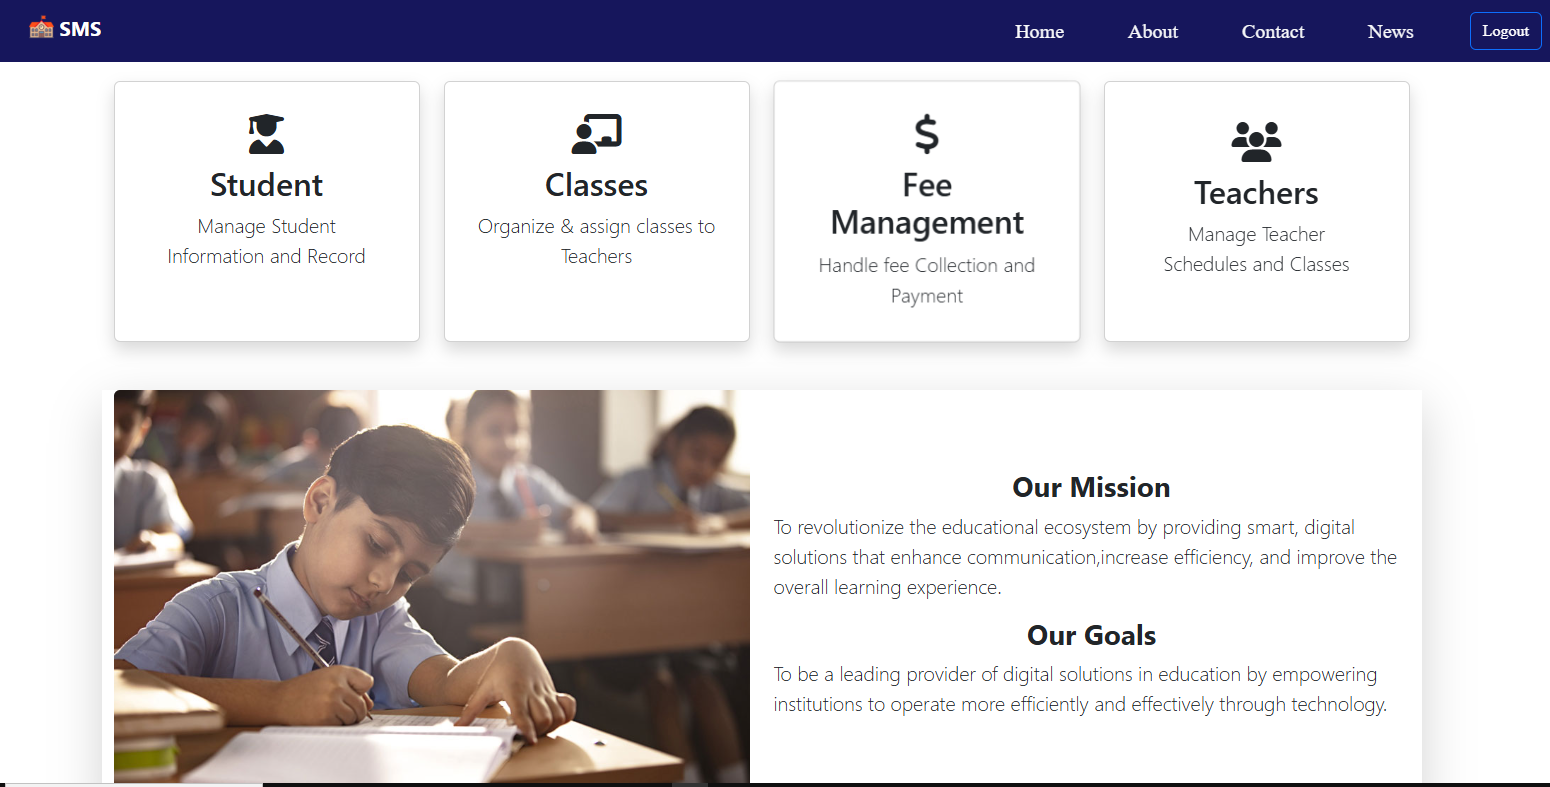 SMS
Home
About
Contact
News
Logout
Student
Manage Student
Information and Record
Classes
Organize & assign classes to
Teachers
Fee
Management
Handle fee Collection and
Payment
Teachers
Manage Teacher
Schedules and Classes
Our Mission
To revolutionize the educational ecosystem by providing smart, digital
solutions that enhance communication,increase efficiency, and improve the
overall learning experience.
Our Goals
To be a leading provider of digital solutions in education by empowering
institutions to operate more efficiently and effectively through technology.